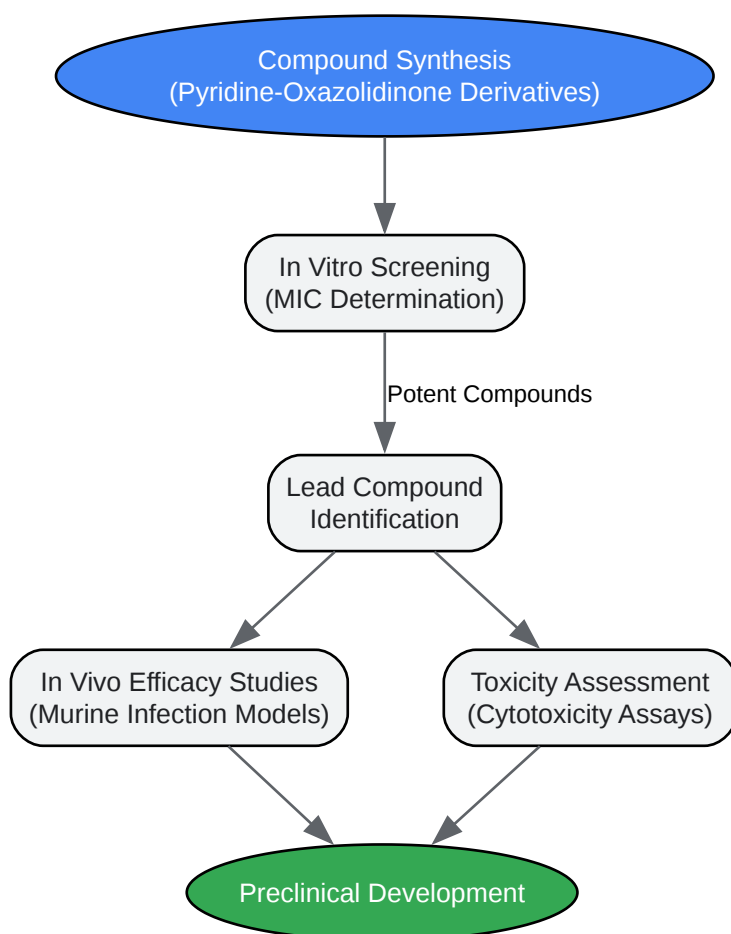 Compound Synthesis
(Pyridine-Oxazolidinone Derivatives)
In Vitro Screening
(MIC Determination)
Potent Compounds
Lead Compound
Identification
In Vivo Efficacy Studies
(Murine Infection Models)
Toxicity Assessment
(Cytotoxicity Assays)
Preclinical Development